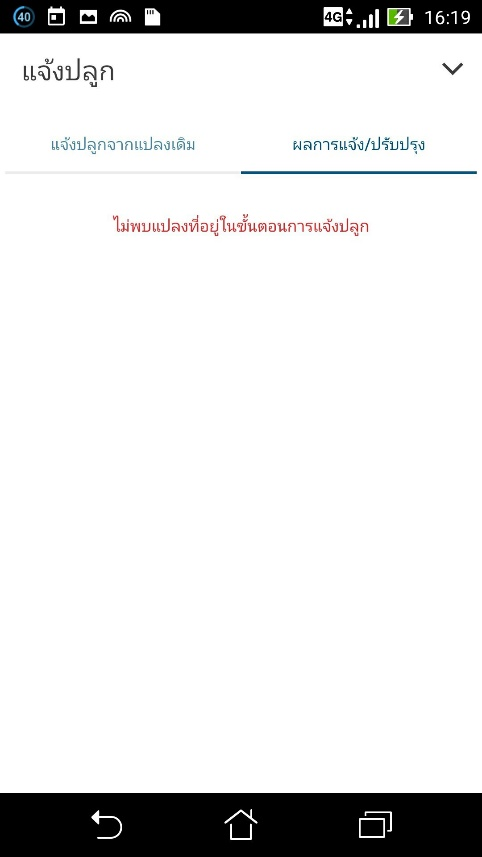 40 4G 16:19
แจ้งปลูก
แจ้งปลูกจากแปลงเดิม ผลการแจ้ง/ปรับปรุง
ไม่พบแปลงที่อยู่ในขั้นตอนการแจ้งปลูก